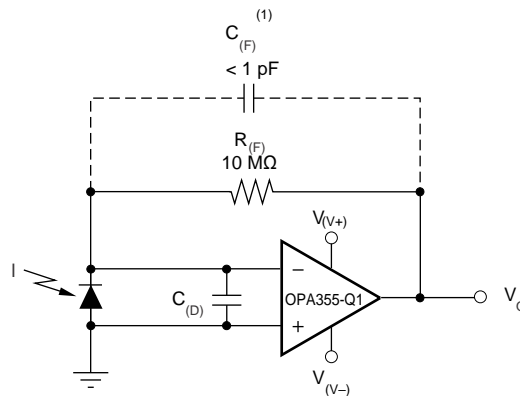 C(F)(1)
< 1 pF
R(F)
10 MΩ
V(V+)
I
−
OPA355-Q1
C(D)
+
V(V−)